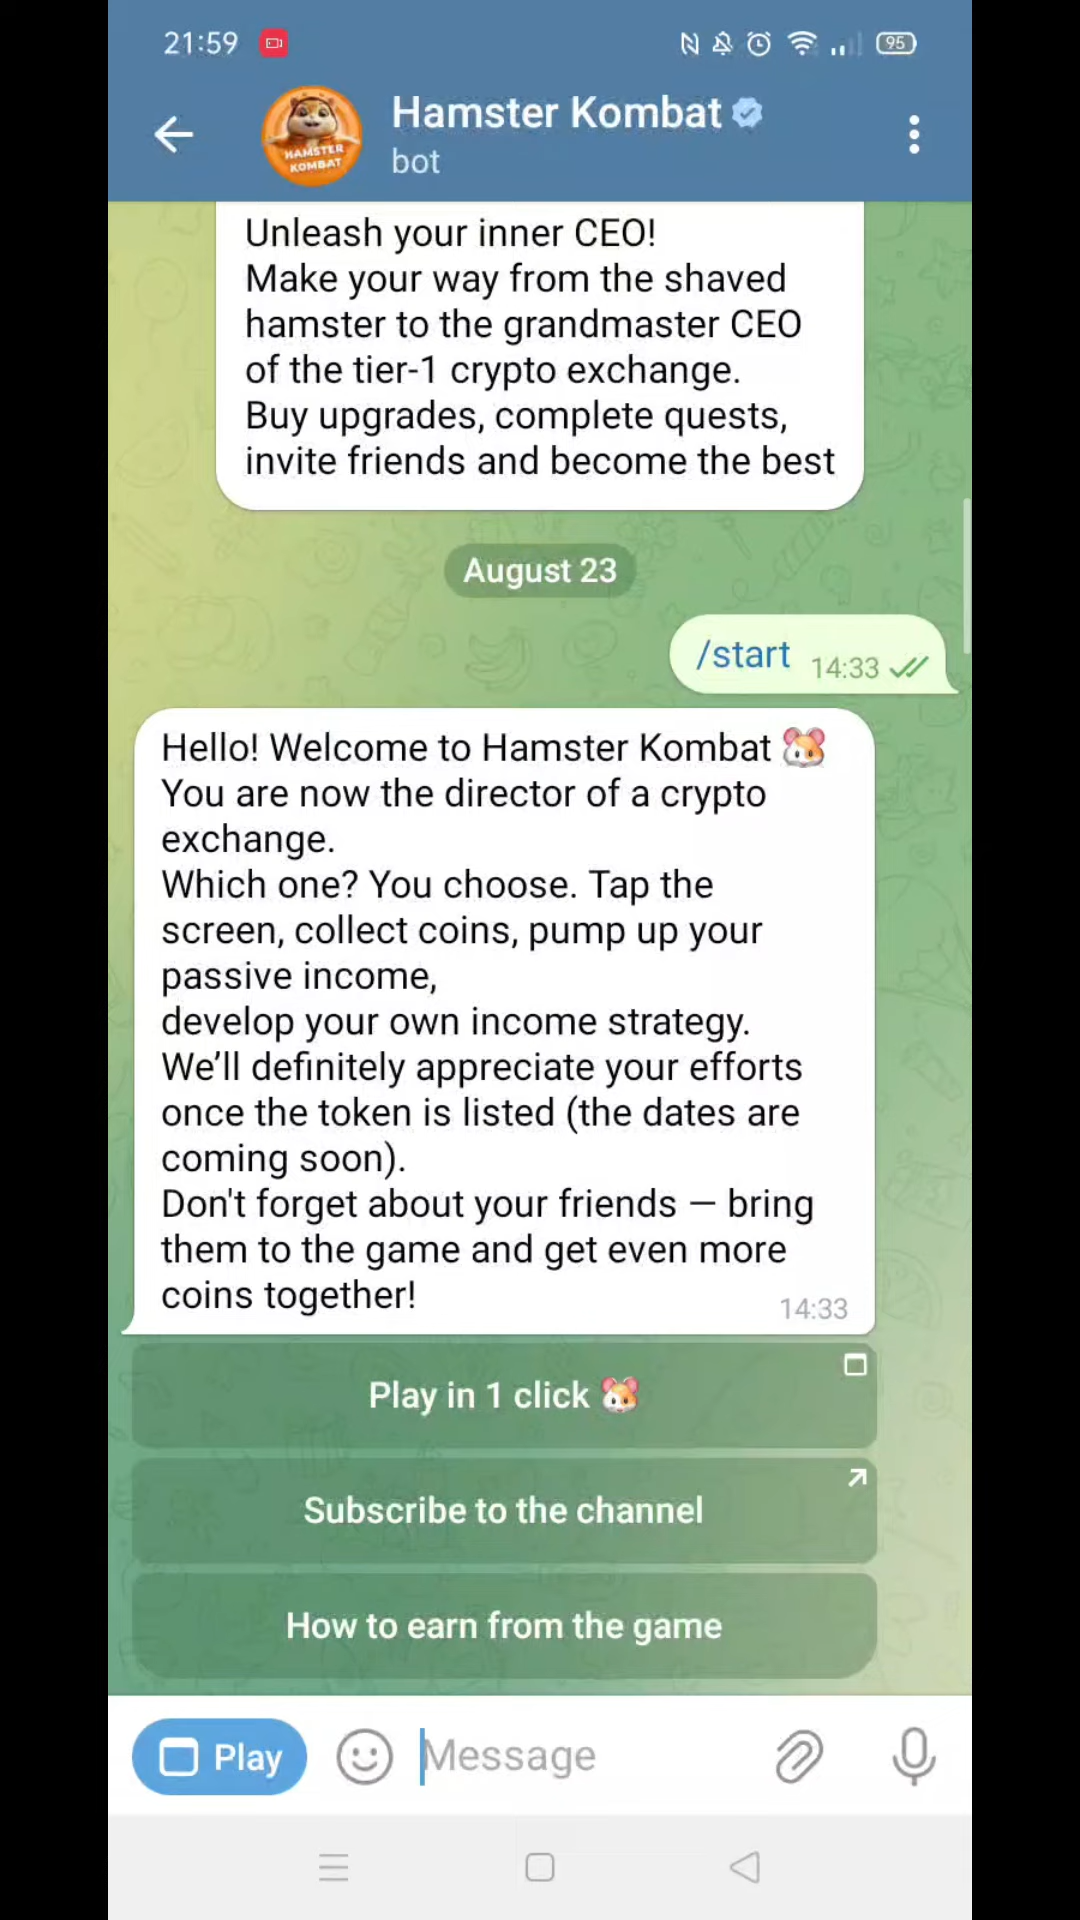 21:59
95
Hamster Kombat
bot
HAMSTER
KOMBAT
Unleash your inner CEO!
Make your way from the shaved
hamster to the grandmaster CEO
of the tier-1 crypto exchange.
Buy upgrades, complete quests,
invite friends and become the best
August 23
/start 14:33
Hello! Welcome to Hamster Kombat 🐹
You are now the director of a crypto
exchange.
Which one? You choose. Tap the
screen, collect coins, pump up your
passive income,
develop your own income strategy.
We’ll definitely appreciate your efforts
once the token is listed (the dates are
coming soon).
Don't forget about your friends — bring
them to the game and get even more
coins together!
14:33
Play in 1 click 🐹
Subscribe to the channel
How to earn from the game
Play
Message